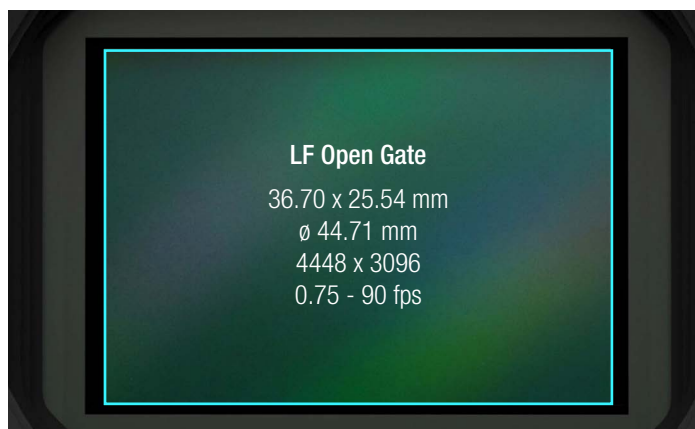 LF Open Gate
36.70 x 25.54 mm
ø 44.71 mm
4448 x 3096
0.75 - 90 fps